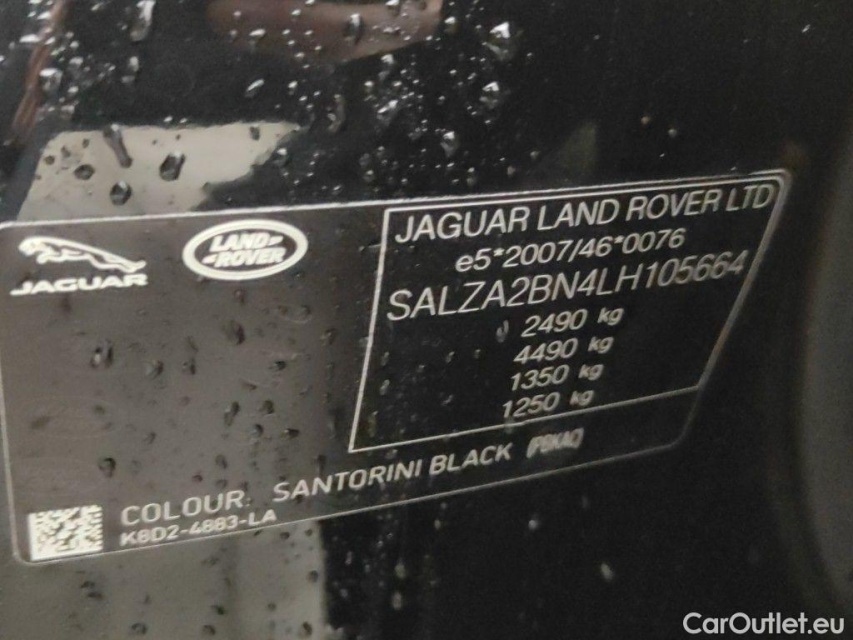 JAGUAR
LAND-
-ROVER
JAGUAR LAND ROVER LTD
e5*2007/46*0076
SALZA2BN4LH105664
2490 kg
4490 kg
1350 kg
1250 kg
COLOUR: SANTORINI BLACK
K8D2-4883-LA
CarOutlet.eu